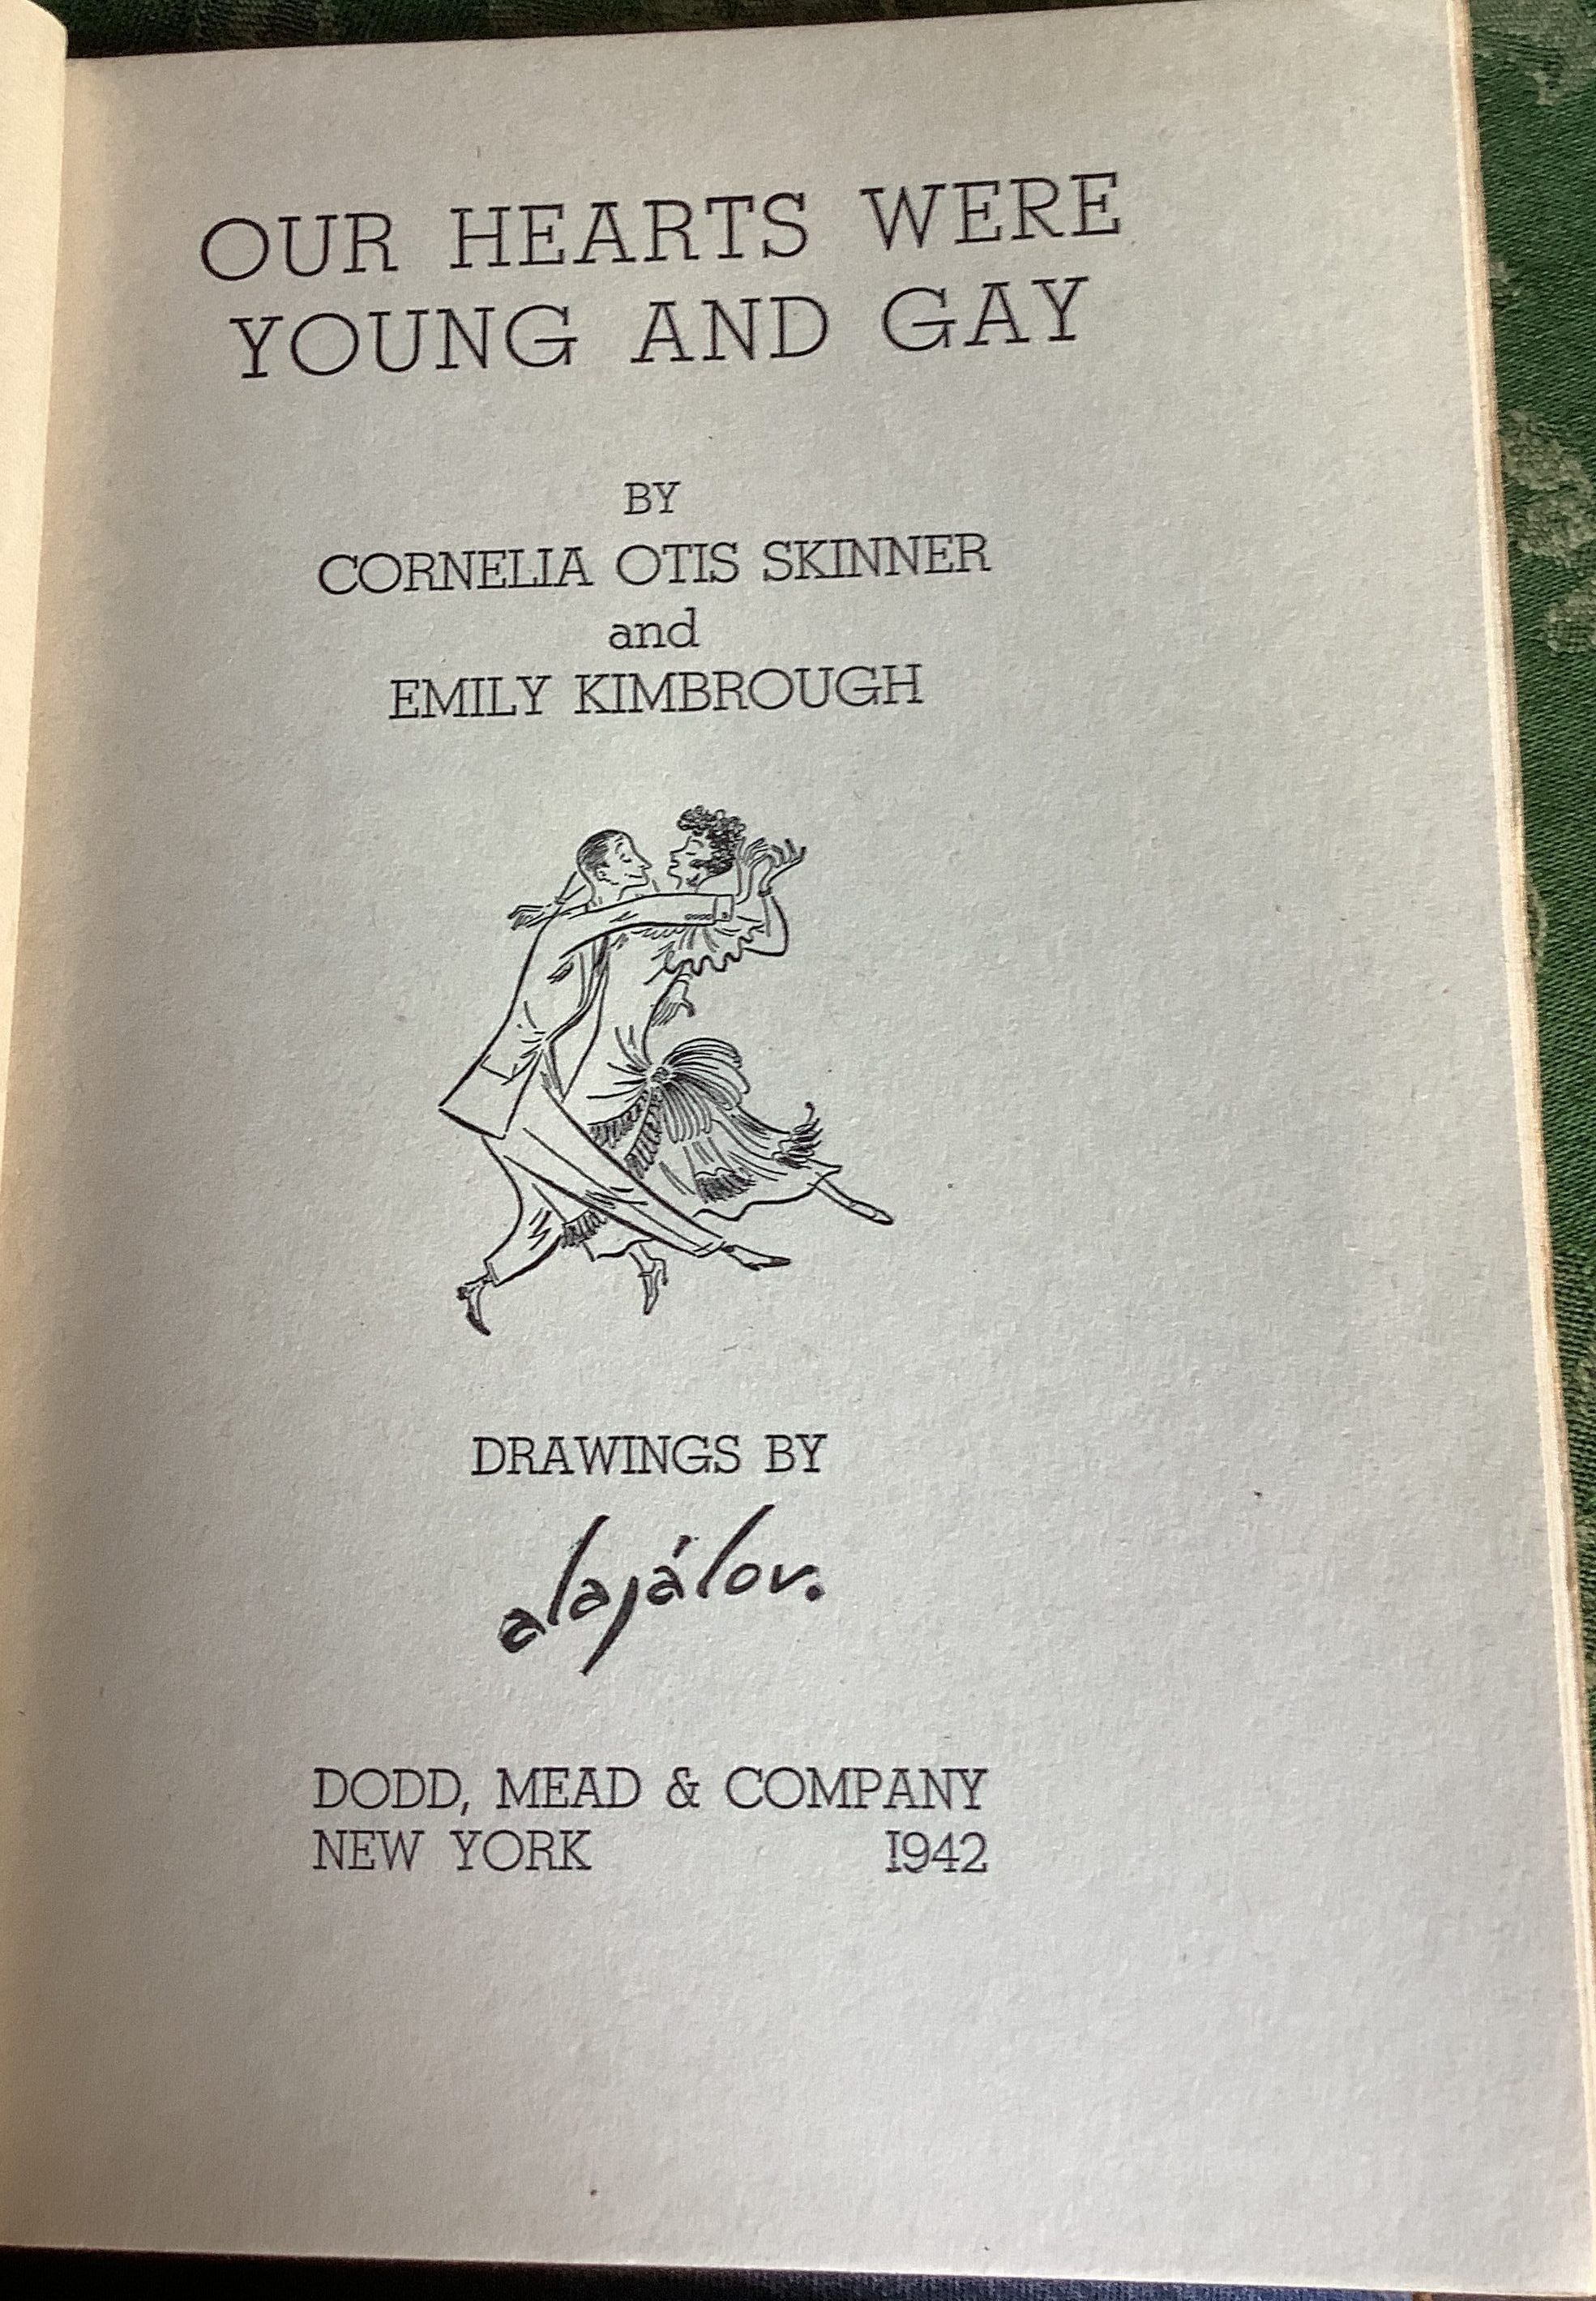 OUR HEARTS WERE
YOUNG AND GAY
BY
CORNELIA OTIS SKINNER
and
EMILY KIMBROUGH
DRAWINGS BY
alajálov.
DODD, MEAD & COMPANY
NEW YORK 1942